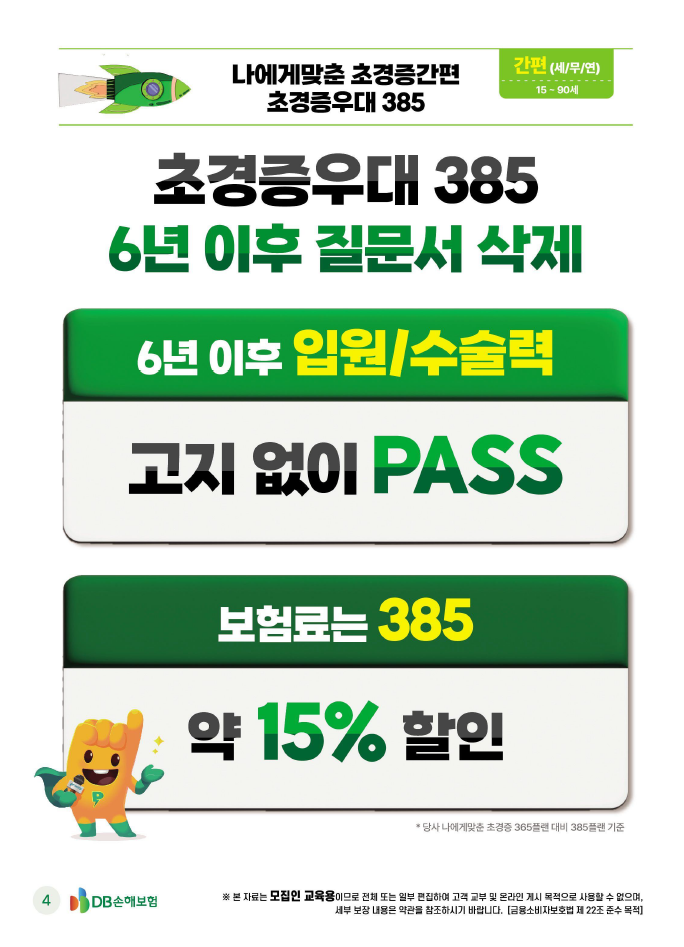 나에게맞춘 초경증간편
초경증우대 385
간편 (세/무/연)
15 ~ 90세
초경증우대 385
6년 이후 질문서 삭제
6년 이후 입원/수술력
고지 없이 PASS
보험료는 385
약 15% 할인
P
* 당사 나에게맞춘 초경증 365플랜 대비 385플랜 기준
4
DB손해보험
※ 본 자료는 모집인 교육용이므로 전체 또는 일부 편집하여 고객 교부 및 온라인 게시 목적으로 사용할 수 없으며,
세부 보장 내용은 약관을 참조하시기 바랍니다. [금융소비자보호법 제 22조 준수 목적]